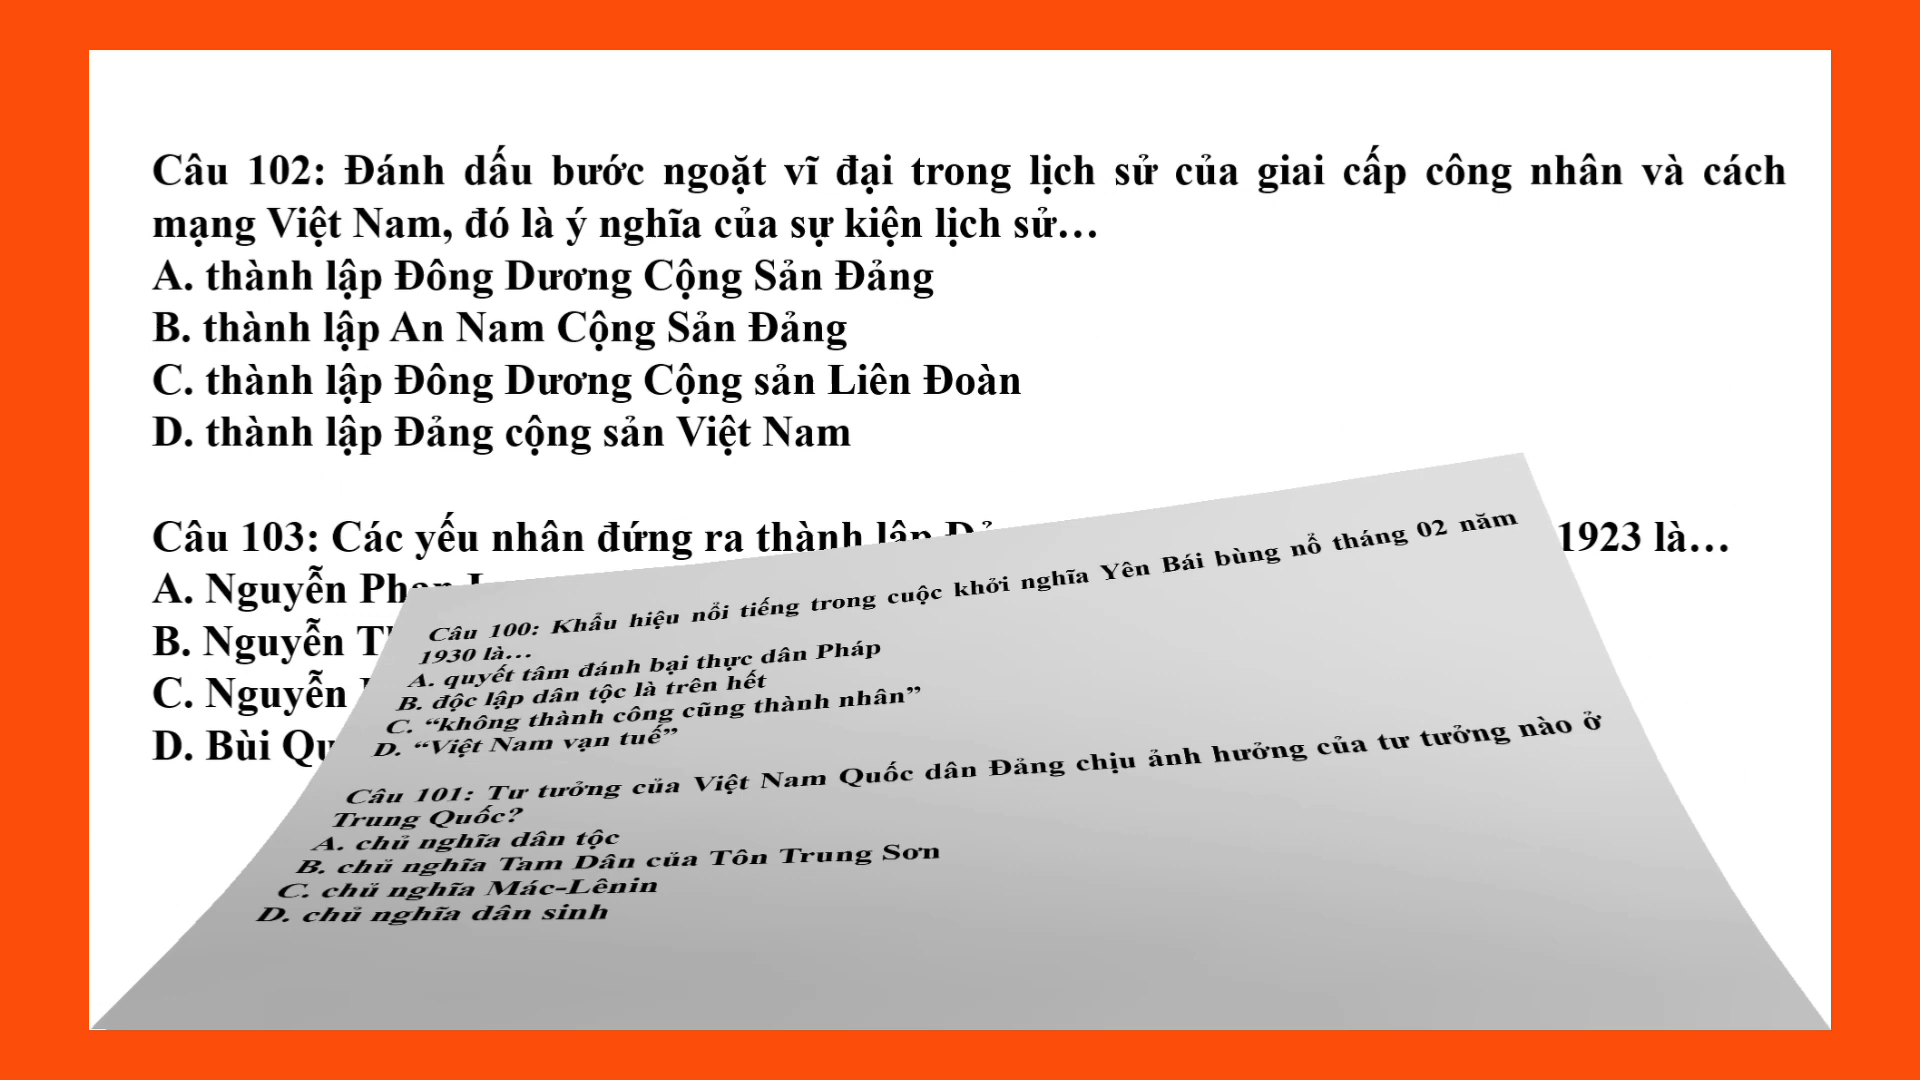 Câu 102: Đánh dấu bước ngoặt vĩ đại trong lịch sử của giai cấp công nhân và cách
mạng Việt Nam, đó là ý nghĩa của sự kiện lịch sử…
A. thành lập Đông Dương Cộng Sản Đảng
B. thành lập An Nam Cộng Sản Đảng
C. thành lập Đông Dương Cộng sản Liên Đoàn
D. thành lập Đảng cộng sản Việt Nam
Câu 103: Các yếu nhân đứng ra thành lập 1923 là…
A. Nguyễn
B. Nguyễn
C. Nguyễn
D. Bùi
Câu 100: Khẩu hiệu nổi tiếng trong cuộc khởi nghĩa Yên Bái bùng nổ tháng 02 năm
1930 là…
A. quyết tâm đánh bại thực dân Pháp
B. độc lập dân tộc là trên hết
C. “không thành công cũng thành nhân”
D. “Việt Nam vạn tuế”
Câu 101: Tư tưởng của Việt Nam Quốc dân Đảng chịu ảnh hưởng của tư tưởng nào ở
Trung Quốc?
A. chủ nghĩa dân tộc
B. chủ nghĩa Tam Dân của Tôn Trung Sơn
C. chủ nghĩa Mác-Lênin
D. chủ nghĩa dân sinh